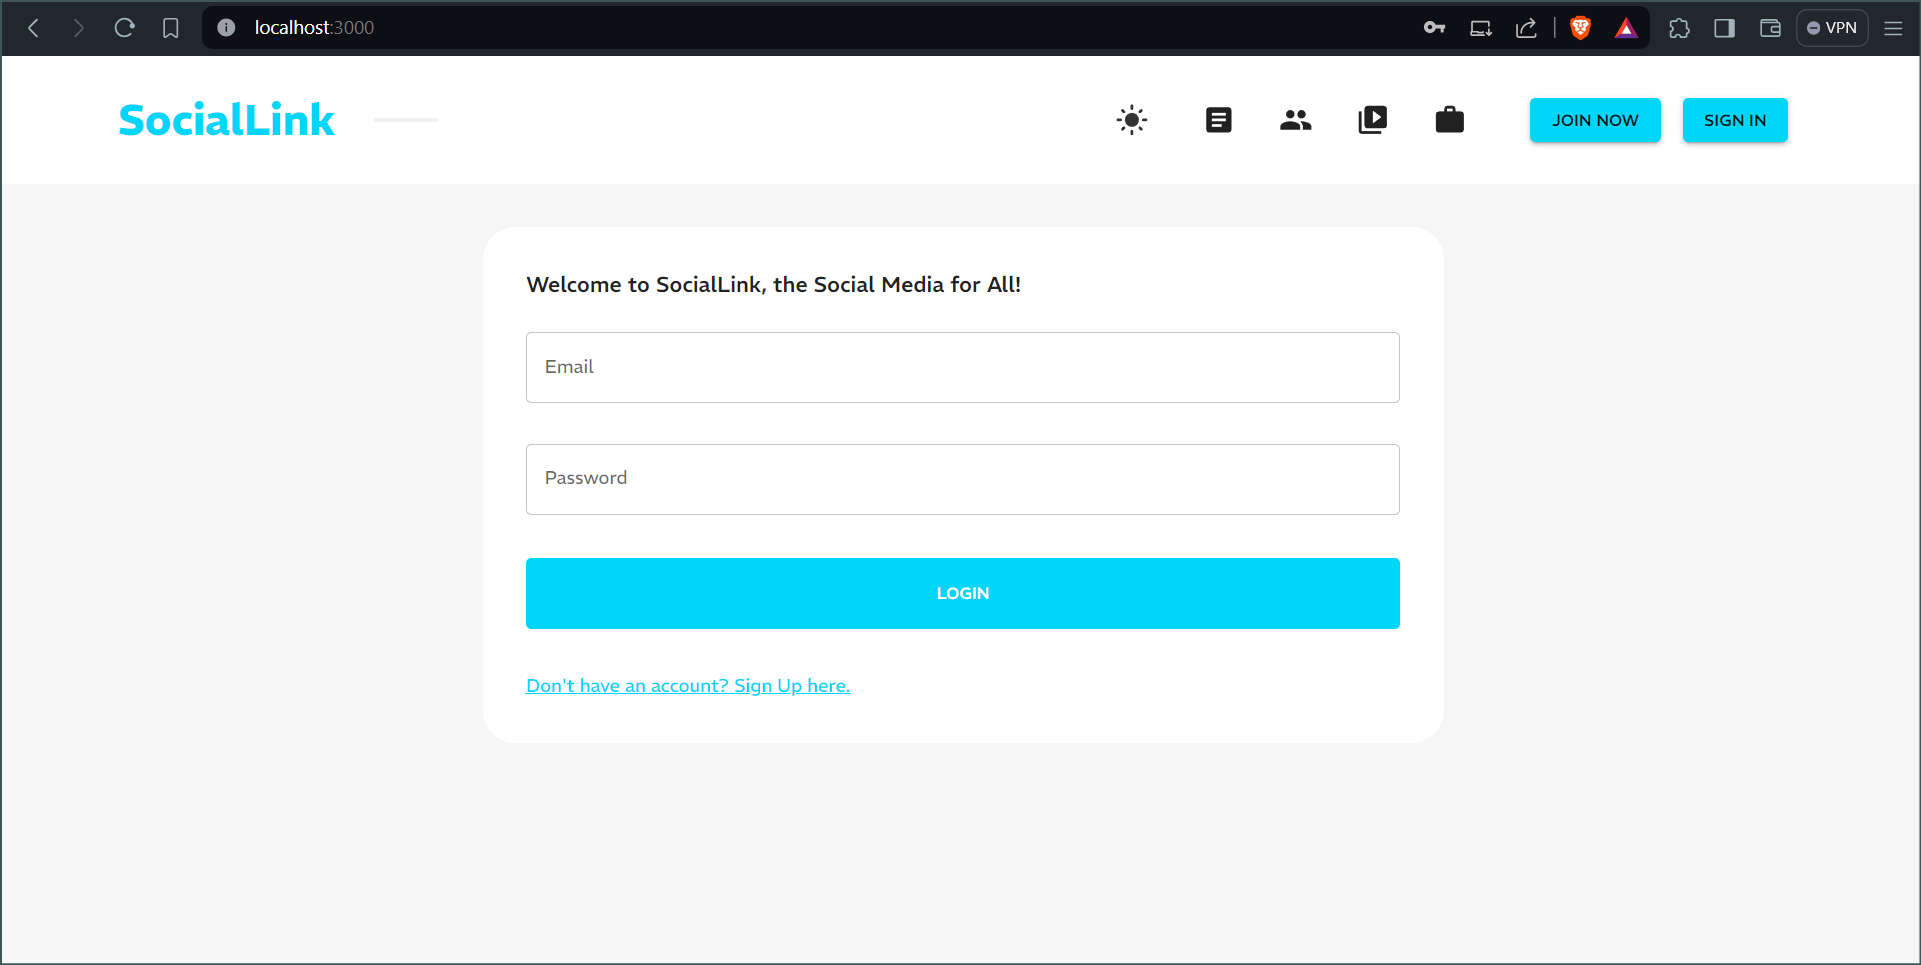 localhost:3000
VPN
SocialLink
JOIN NOW
SIGN IN
Welcome to SocialLink, the Social Media for All!
Email
Password
LOGIN
Don't have an account? Sign Up here.